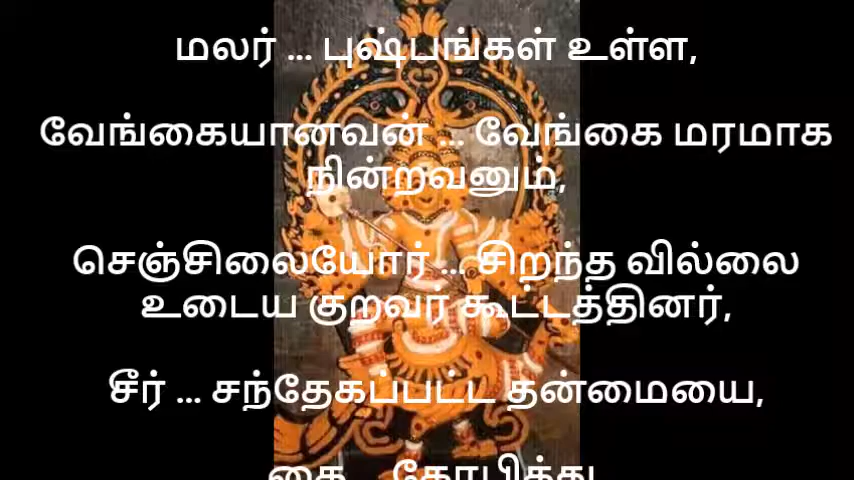 மலர் ... புஷ்பங்கள் உள்ள,
வேங்கையானவன் ... வேங்கை மரமாக
நின்றவனும்,
செஞ்சிலையோர் ... சிறந்த வில்லை
உடைய குறவர் கூட்டத்தினர்,
சீர் ... சந்தேகப்பட்ட தன்மையை,
கை ... கோபித்து